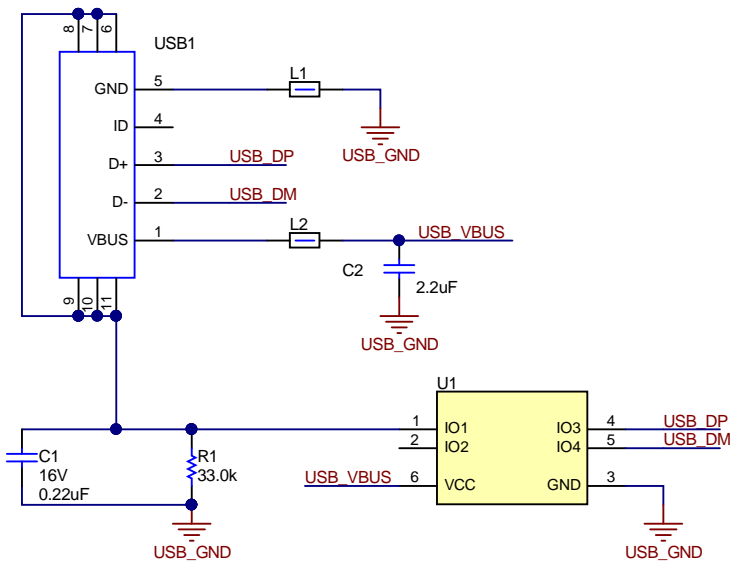 8 7 6
USB1
GND 5
L1
ID 4
USB_GND
D+ 3 USB_DP
D- 2 USB_DM
VBUS 1
L2
USB_VBUS
C2
2.2uF
9 10 11
USB_GND
U1
1 IO1 IO3 4 USB_DP
2 IO2 IO4 5 USB_DM
C1
16V
0.22uF
R1
33.0k
USB_VBUS 6 VCC GND 3
USB_GND
USB_GND